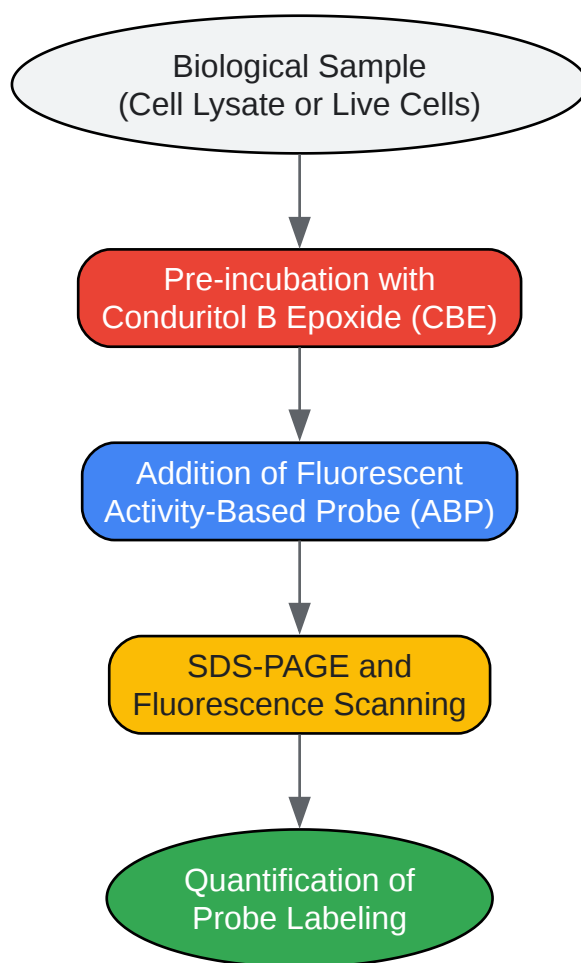 Biological Sample
(Cell Lysate or Live Cells)
Pre-incubation with
Conduritol B Epoxide (CBE)
Addition of Fluorescent
Activity-Based Probe (ABP)
SDS-PAGE and
Fluorescence Scanning
Quantification of
Probe Labeling